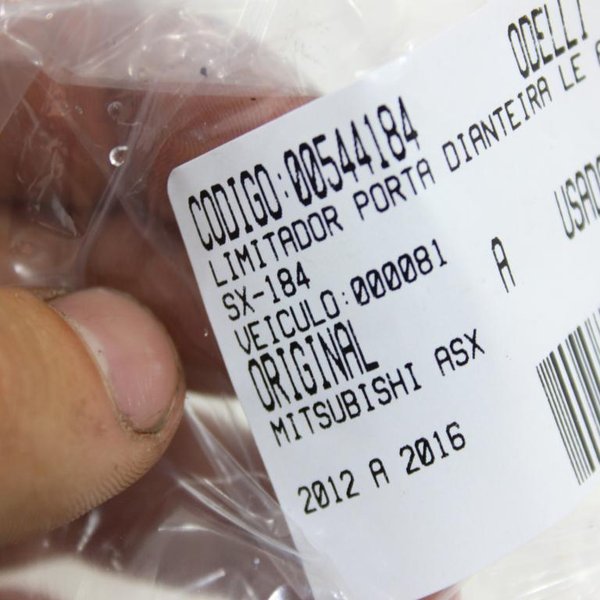 ODELLI
CODIGO:00544184
LIMITADOR PORTA DIANTEIRA LE
SX-184
VEICULO:000081 A
ORIGINAL
MITSUBISHI ASX
2012 A 2016